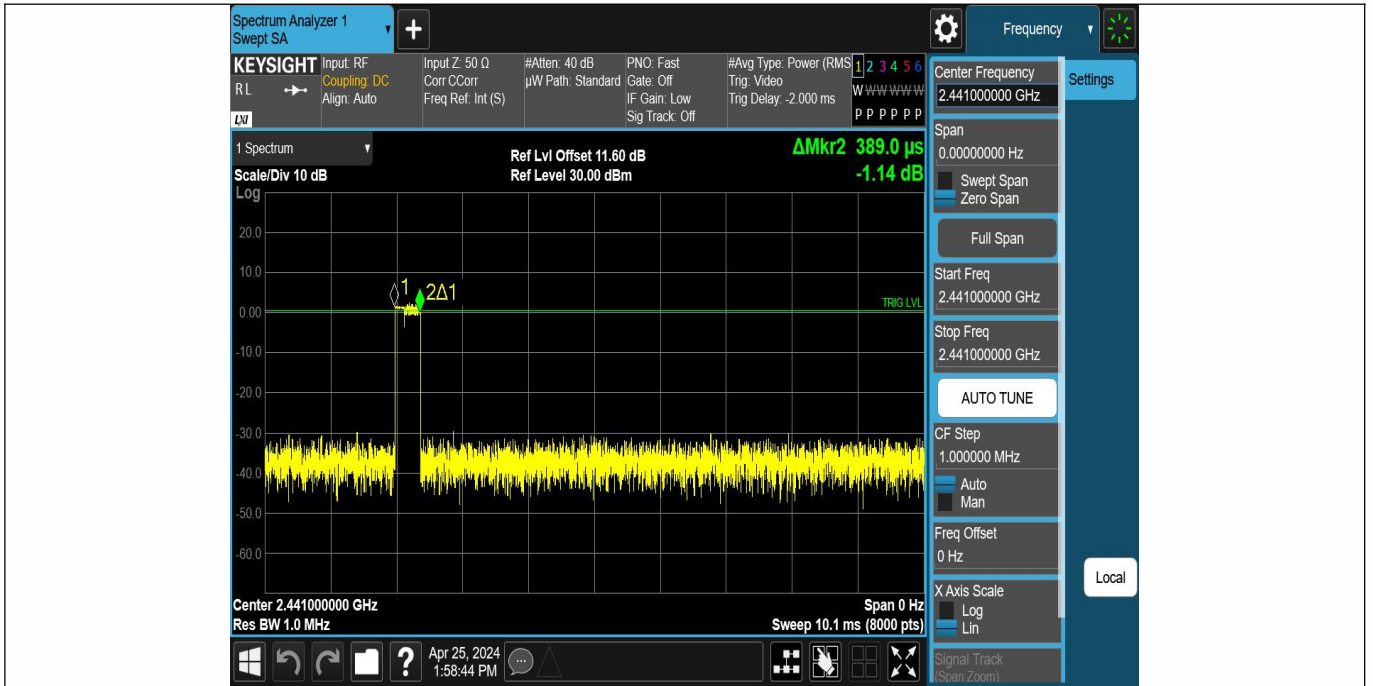 Spectrum Analyzer 1
Swept SA
+
Frequency
KEYSIGHT
R L
LXI
Input: RF
Coupling: DC
Align: Auto
Input Z: 50 Ω
Corr CCorr
Freq Ref: Int (S)
#Atten: 40 dB
µW Path: Standard
PNO: Fast
Gate: Off
IF Gain: Low
Sig Track: Off
#Avg Type: Power (RMS
Trig: Video
Trig Delay: -2.000 ms
1 2 3 4 5 6
W W W W W W
P P P P P P
1 Spectrum
Scale/Div 10 dB
Log
Ref Lvl Offset 11.60 dB
Ref Level 30.00 dBm
ΔMkr2 389.0 µs
-1.14 dB
20.0
10.0
0.00
-10.0
-20.0
-30.0
-40.0
-50.0
-60.0
1
2Δ1
TRIG LVL
Center 2.441000000 GHz
Res BW 1.0 MHz
Span 0 Hz
Sweep 10.1 ms (8000 pts)
Center Frequency
2.441000000 GHz
Settings
Span
0.00000000 Hz
Swept Span
Zero Span
Full Span
Start Freq
2.441000000 GHz
Stop Freq
2.441000000 GHz
AUTO TUNE
CF Step
1.000000 MHz
Auto
Man
Freq Offset
0 Hz
X Axis Scale
Log
Lin
Signal Track
(Span Zoom)
Local
?
Apr 25, 2024
1:58:44 PM